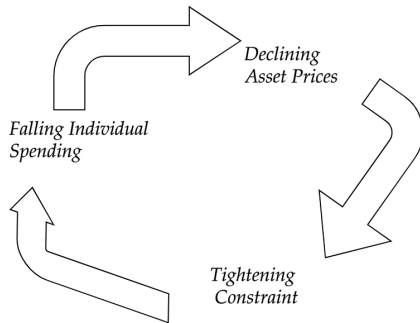 Declining
Asset Prices
Falling Individual
Spending
Tightening
Constraint